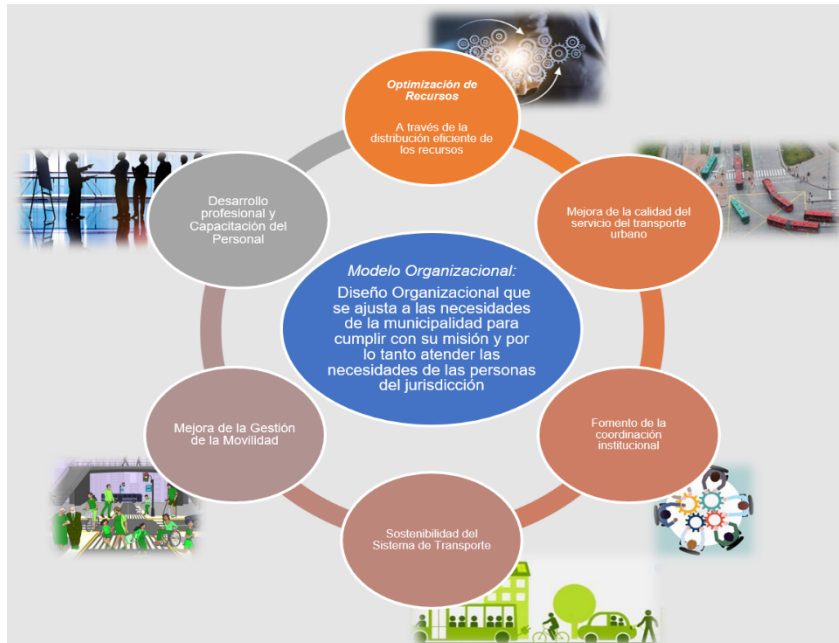 Optimización de
Recursos
A través de la
distribución eficiente de
los recursos
Desarrollo
profesional y
Capacitación del
Personal
Mejora de la calidad del
servicio del transporte
urbano
Modelo Organizacional:
Diseño Organizacional que
se ajusta a las necesidades
de la municipalidad para
cumplir con su misión y por
lo tanto atender las
necesidades de las personas
del jurisdicción
Mejora de la Gestión
de la Movilidad
Fomento de la
coordinación
institucional
Sostenibilidad del
Sistema de Transporte